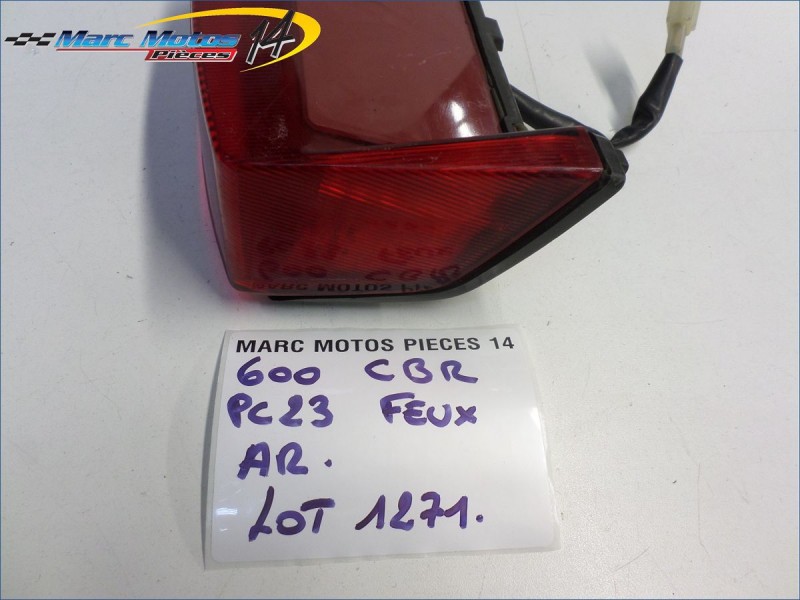 Marc Motos 14
Pièces
MARC MOTOS PIECES 14
600 CBR
PC23 FEUX
AR.
LOT 1271.